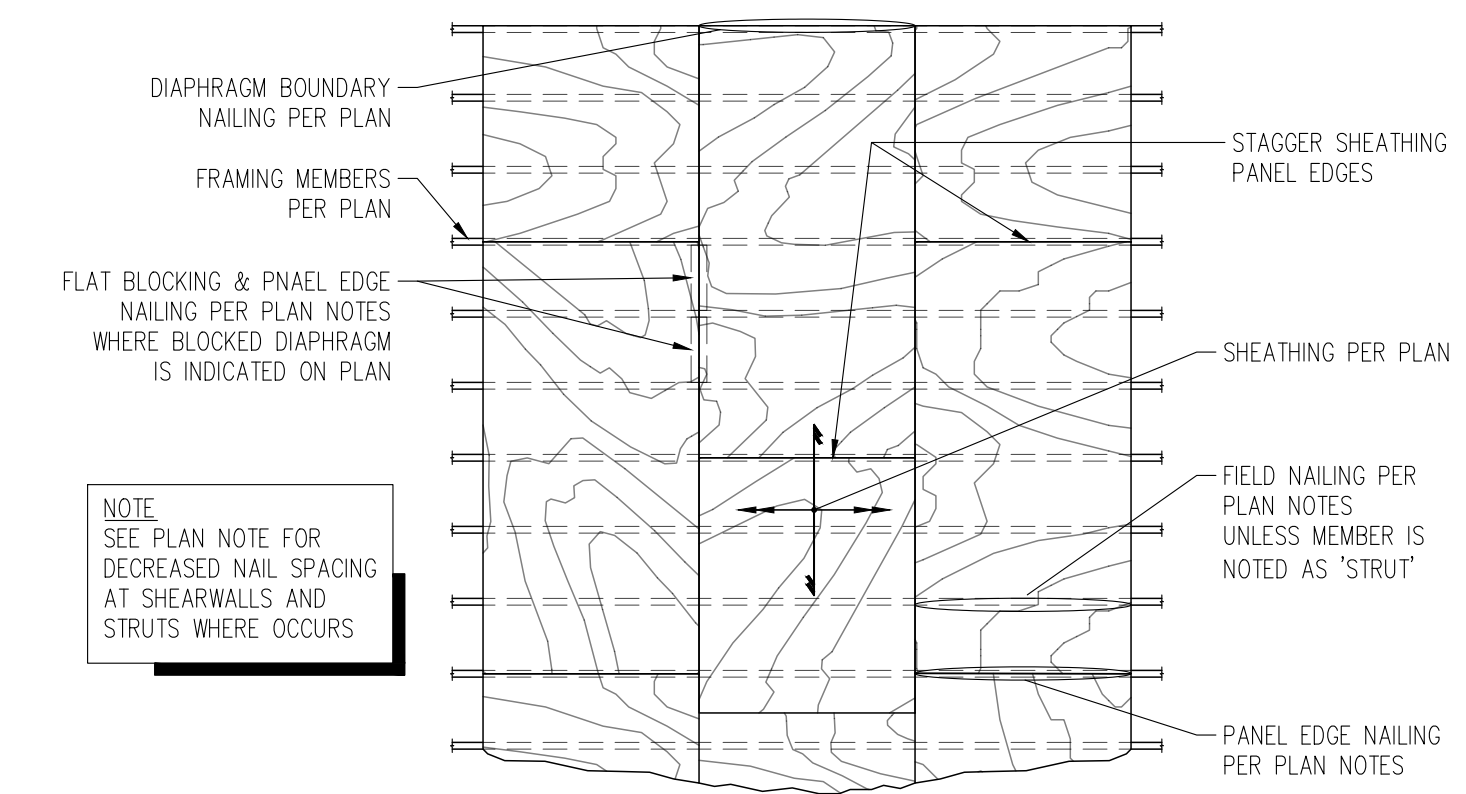 DIAPHRAGM BOUNDARY
NAILING PER PLAN
FRAMING MEMBERS
PER PLAN
FLAT BLOCKING & PNAEL EDGE
NAILING PER PLAN NOTES
WHERE BLOCKED DIAPHRAGM
IS INDICATED ON PLAN
NOTE
SEE PLAN NOTE FOR
DECREASED NAIL SPACING
AT SHEARWALLS AND
STRUTS WHERE OCCURS
STAGGER SHEATHING
PANEL EDGES
SHEATHING PER PLAN
FIELD NAILING PER
PLAN NOTES
UNLESS MEMBER IS
NOTED AS 'STRUT'
PANEL EDGE NAILING
PER PLAN NOTES